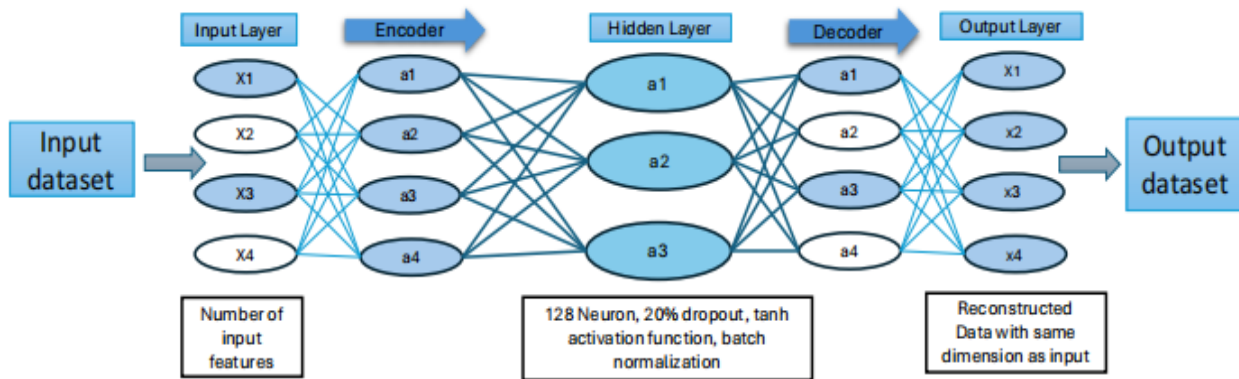 Input Layer
Encoder
Hidden Layer
Decoder
Output Layer
Input
dataset
X1
X2
X3
X4
a1
a2
a3
a4
a1
a2
a3
a1
a2
a3
a4
X1
x2
x3
x4
Output
dataset
Number of
input
features
128 Neuron, 20% dropout, tanh
activation function, batch
normalization
Reconstructed
Data with same
dimension as input